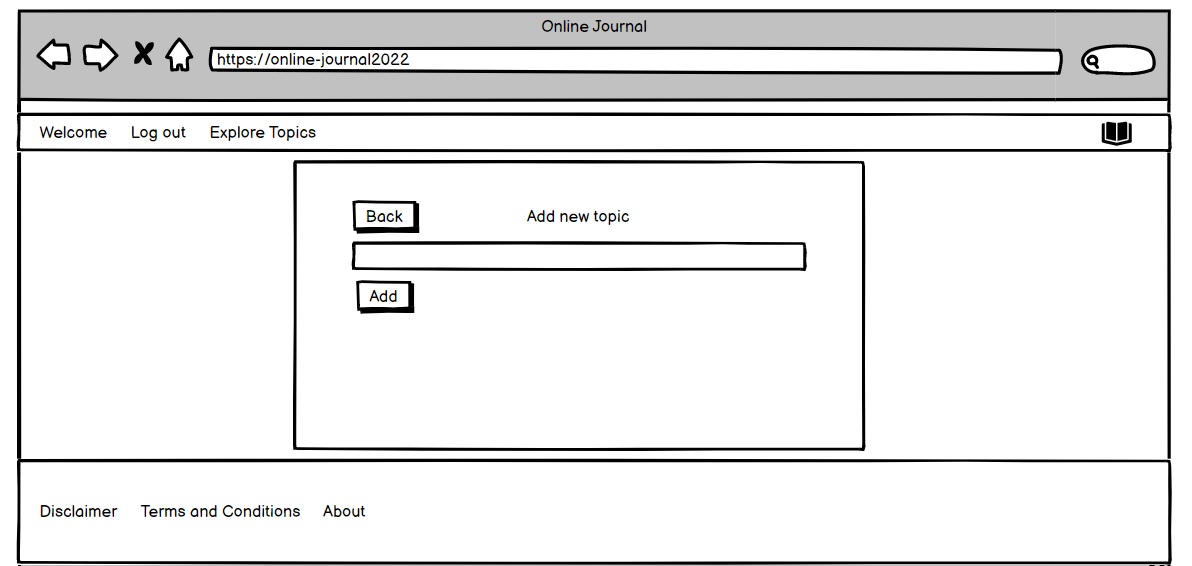 Online Journal
https://online-journal2022
Welcome Log out Explore Topics
Back Add new topic
Add
Disclaimer Terms and Conditions About